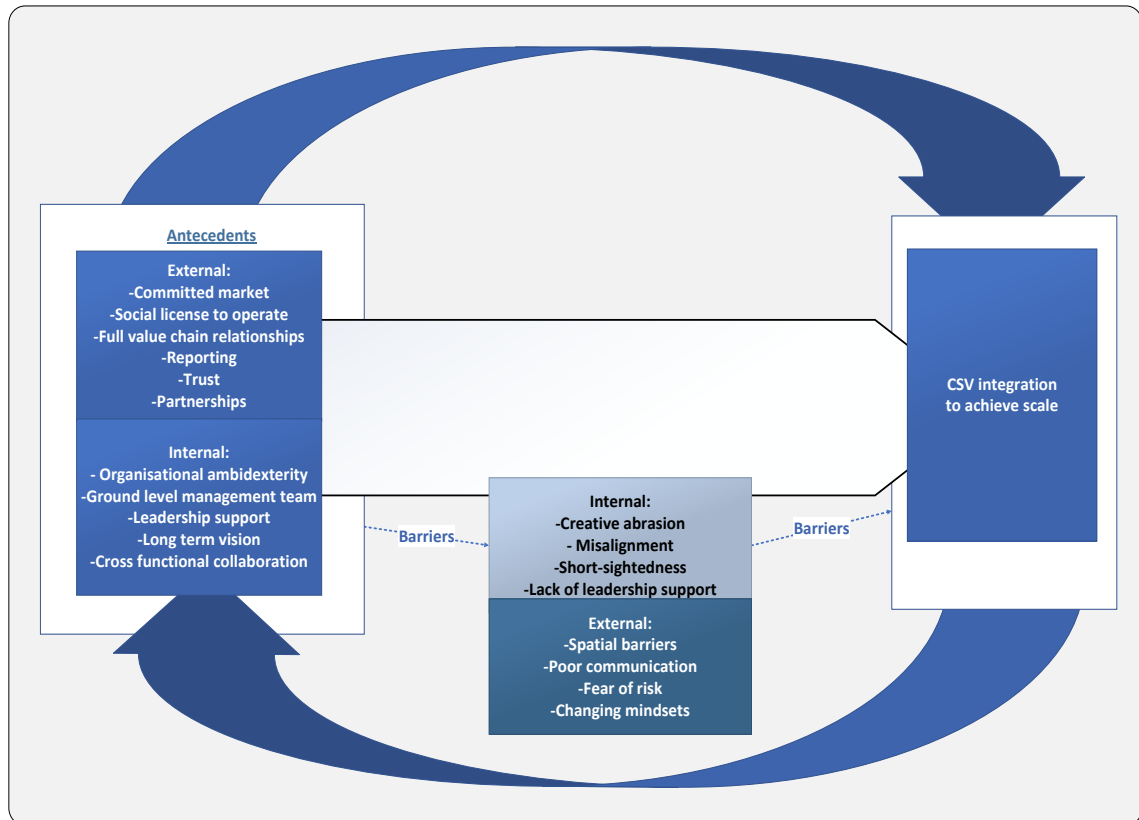 Antecedents
External:
-Committed market
-Social license to operate
-Full value chain relationships
-Reporting
-Trust
-Partnerships
Internal:
- Organisational ambidexterity
-Ground level management team
-Leadership support
-Long term vision
-Cross functional collaboration
Barriers
Internal:
-Creative abrasion
- Misalignment
-Short-sightedness
-Lack of leadership support
External:
-Spatial barriers
-Poor communication
-Fear of risk
-Changing mindsets
Barriers
CSV integration
to achieve scale